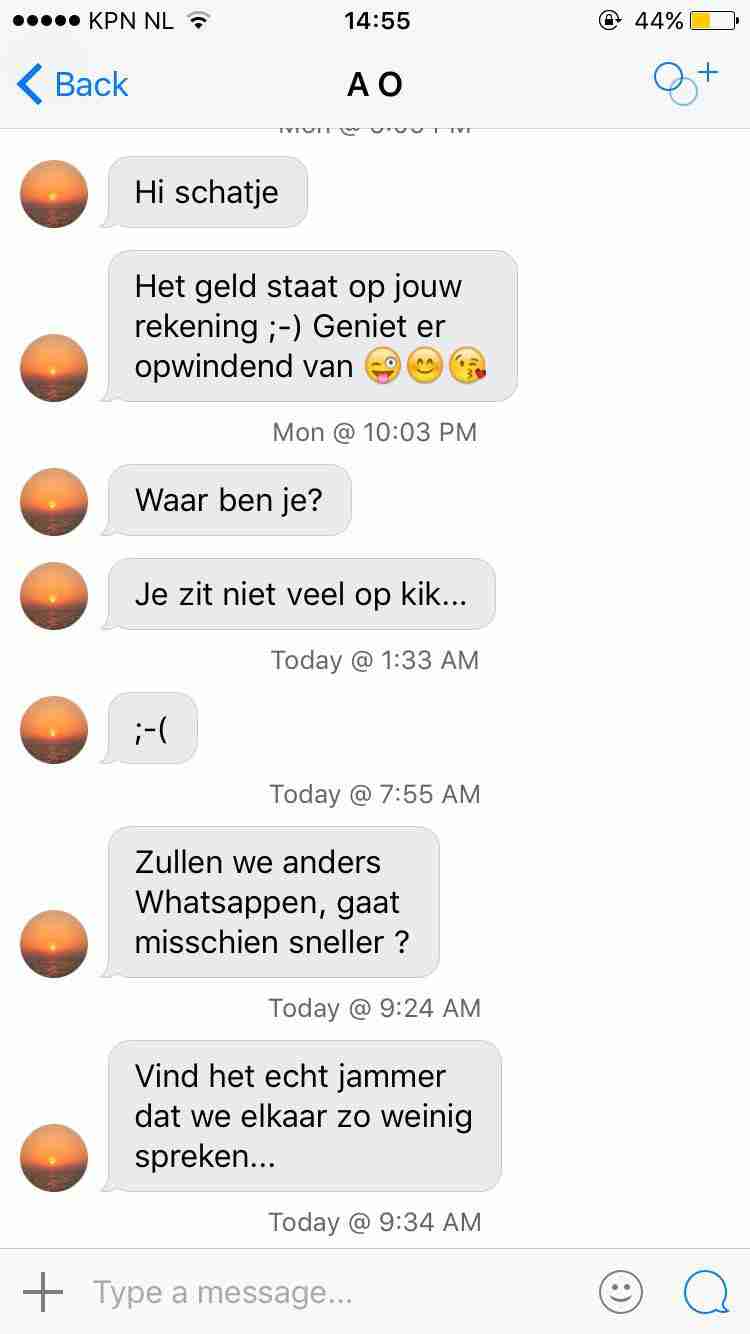 KPN NL 14:55 44%
Back A O
Hi schatje
Het geld staat op jouw
rekening ;-) Geniet er
opwindend van 😜😊😘
Mon @ 10:03 PM
Waar ben je?
Je zit niet veel op kik...
Today @ 1:33 AM
;-(
Today @ 7:55 AM
Zullen we anders
Whatsappen, gaat
misschien sneller ?
Today @ 9:24 AM
Vind het echt jammer
dat we elkaar zo weinig
spreken...
Today @ 9:34 AM
Type a message...